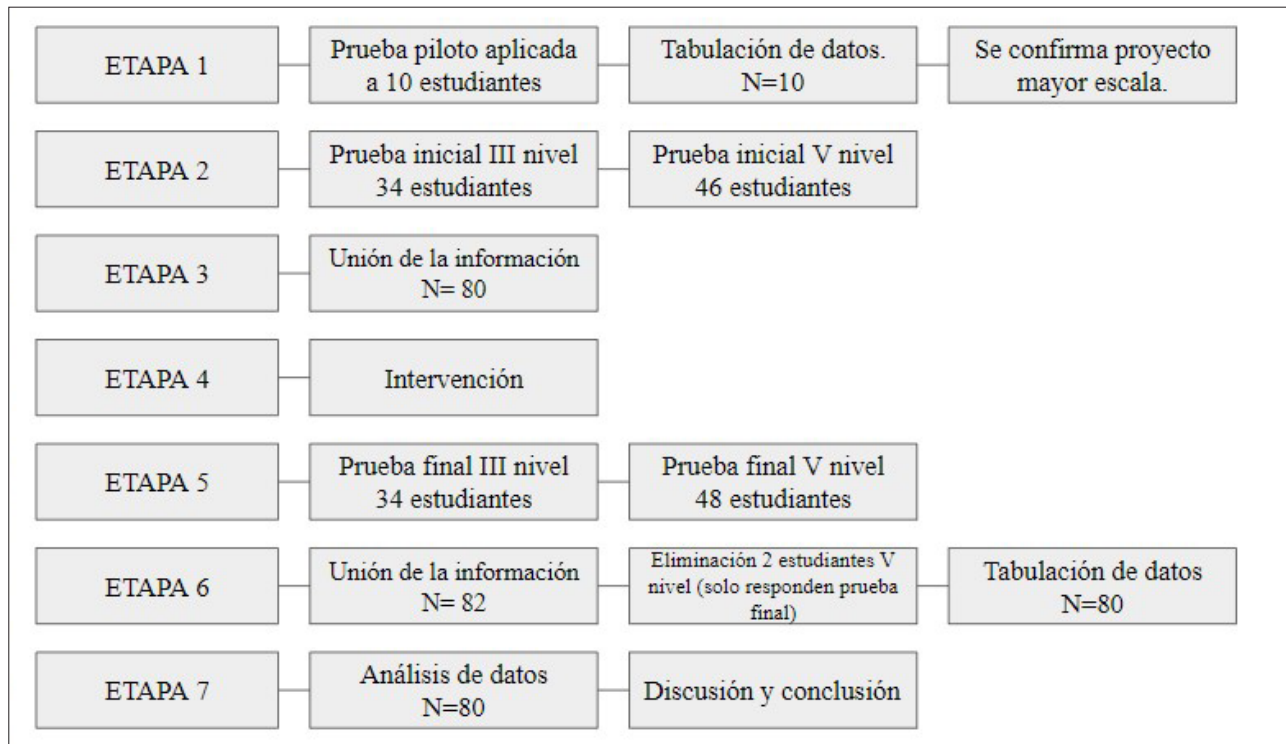 ETAPA 1
Prueba piloto aplicada
a 10 estudiantes
Tabulación de datos.
N=10
Se confirma proyecto
mayor escala.
ETAPA 2
Prueba inicial III nivel
34 estudiantes
Prueba inicial V nivel
46 estudiantes
ETAPA 3
Unión de la información
N= 80
ETAPA 4
Intervención
ETAPA 5
Prueba final III nivel
34 estudiantes
Prueba final V nivel
48 estudiantes
ETAPA 6
Unión de la información
N= 82
Eliminación 2 estudiantes V
nivel (solo responden prueba
final)
Tabulación de datos
N=80
ETAPA 7
Análisis de datos
N=80
Discusión y conclusión